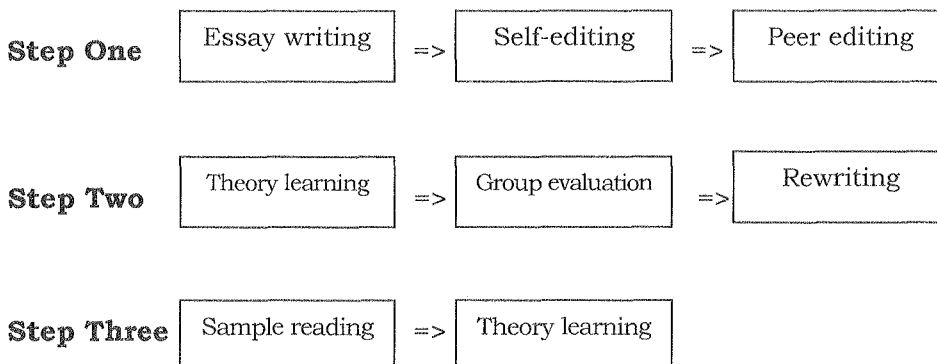 Step One Essay writing => Self-editing => Peer editing
Step Two Theory learning => Group evaluation => Rewriting
Step Three Sample reading => Theory learning